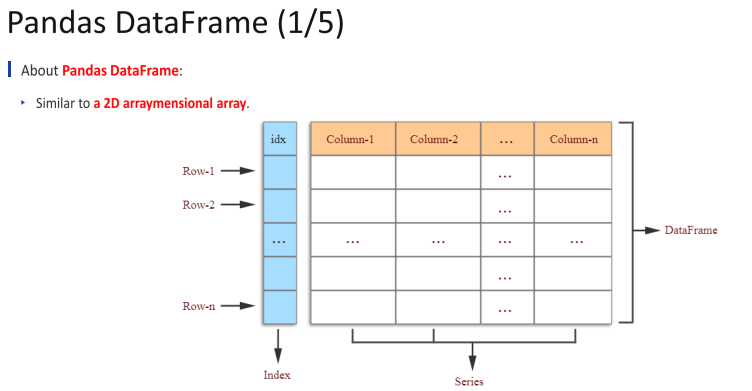 Pandas DataFrame (1/5)
About Pandas DataFrame:
Similar to a 2D arraymensional array.
idx Column-1 Column-2 ... Column-n
Row-1 ...
Row-2 ...
... ... ... ... ...
DataFrame
...
Row-n ...
Index
Series